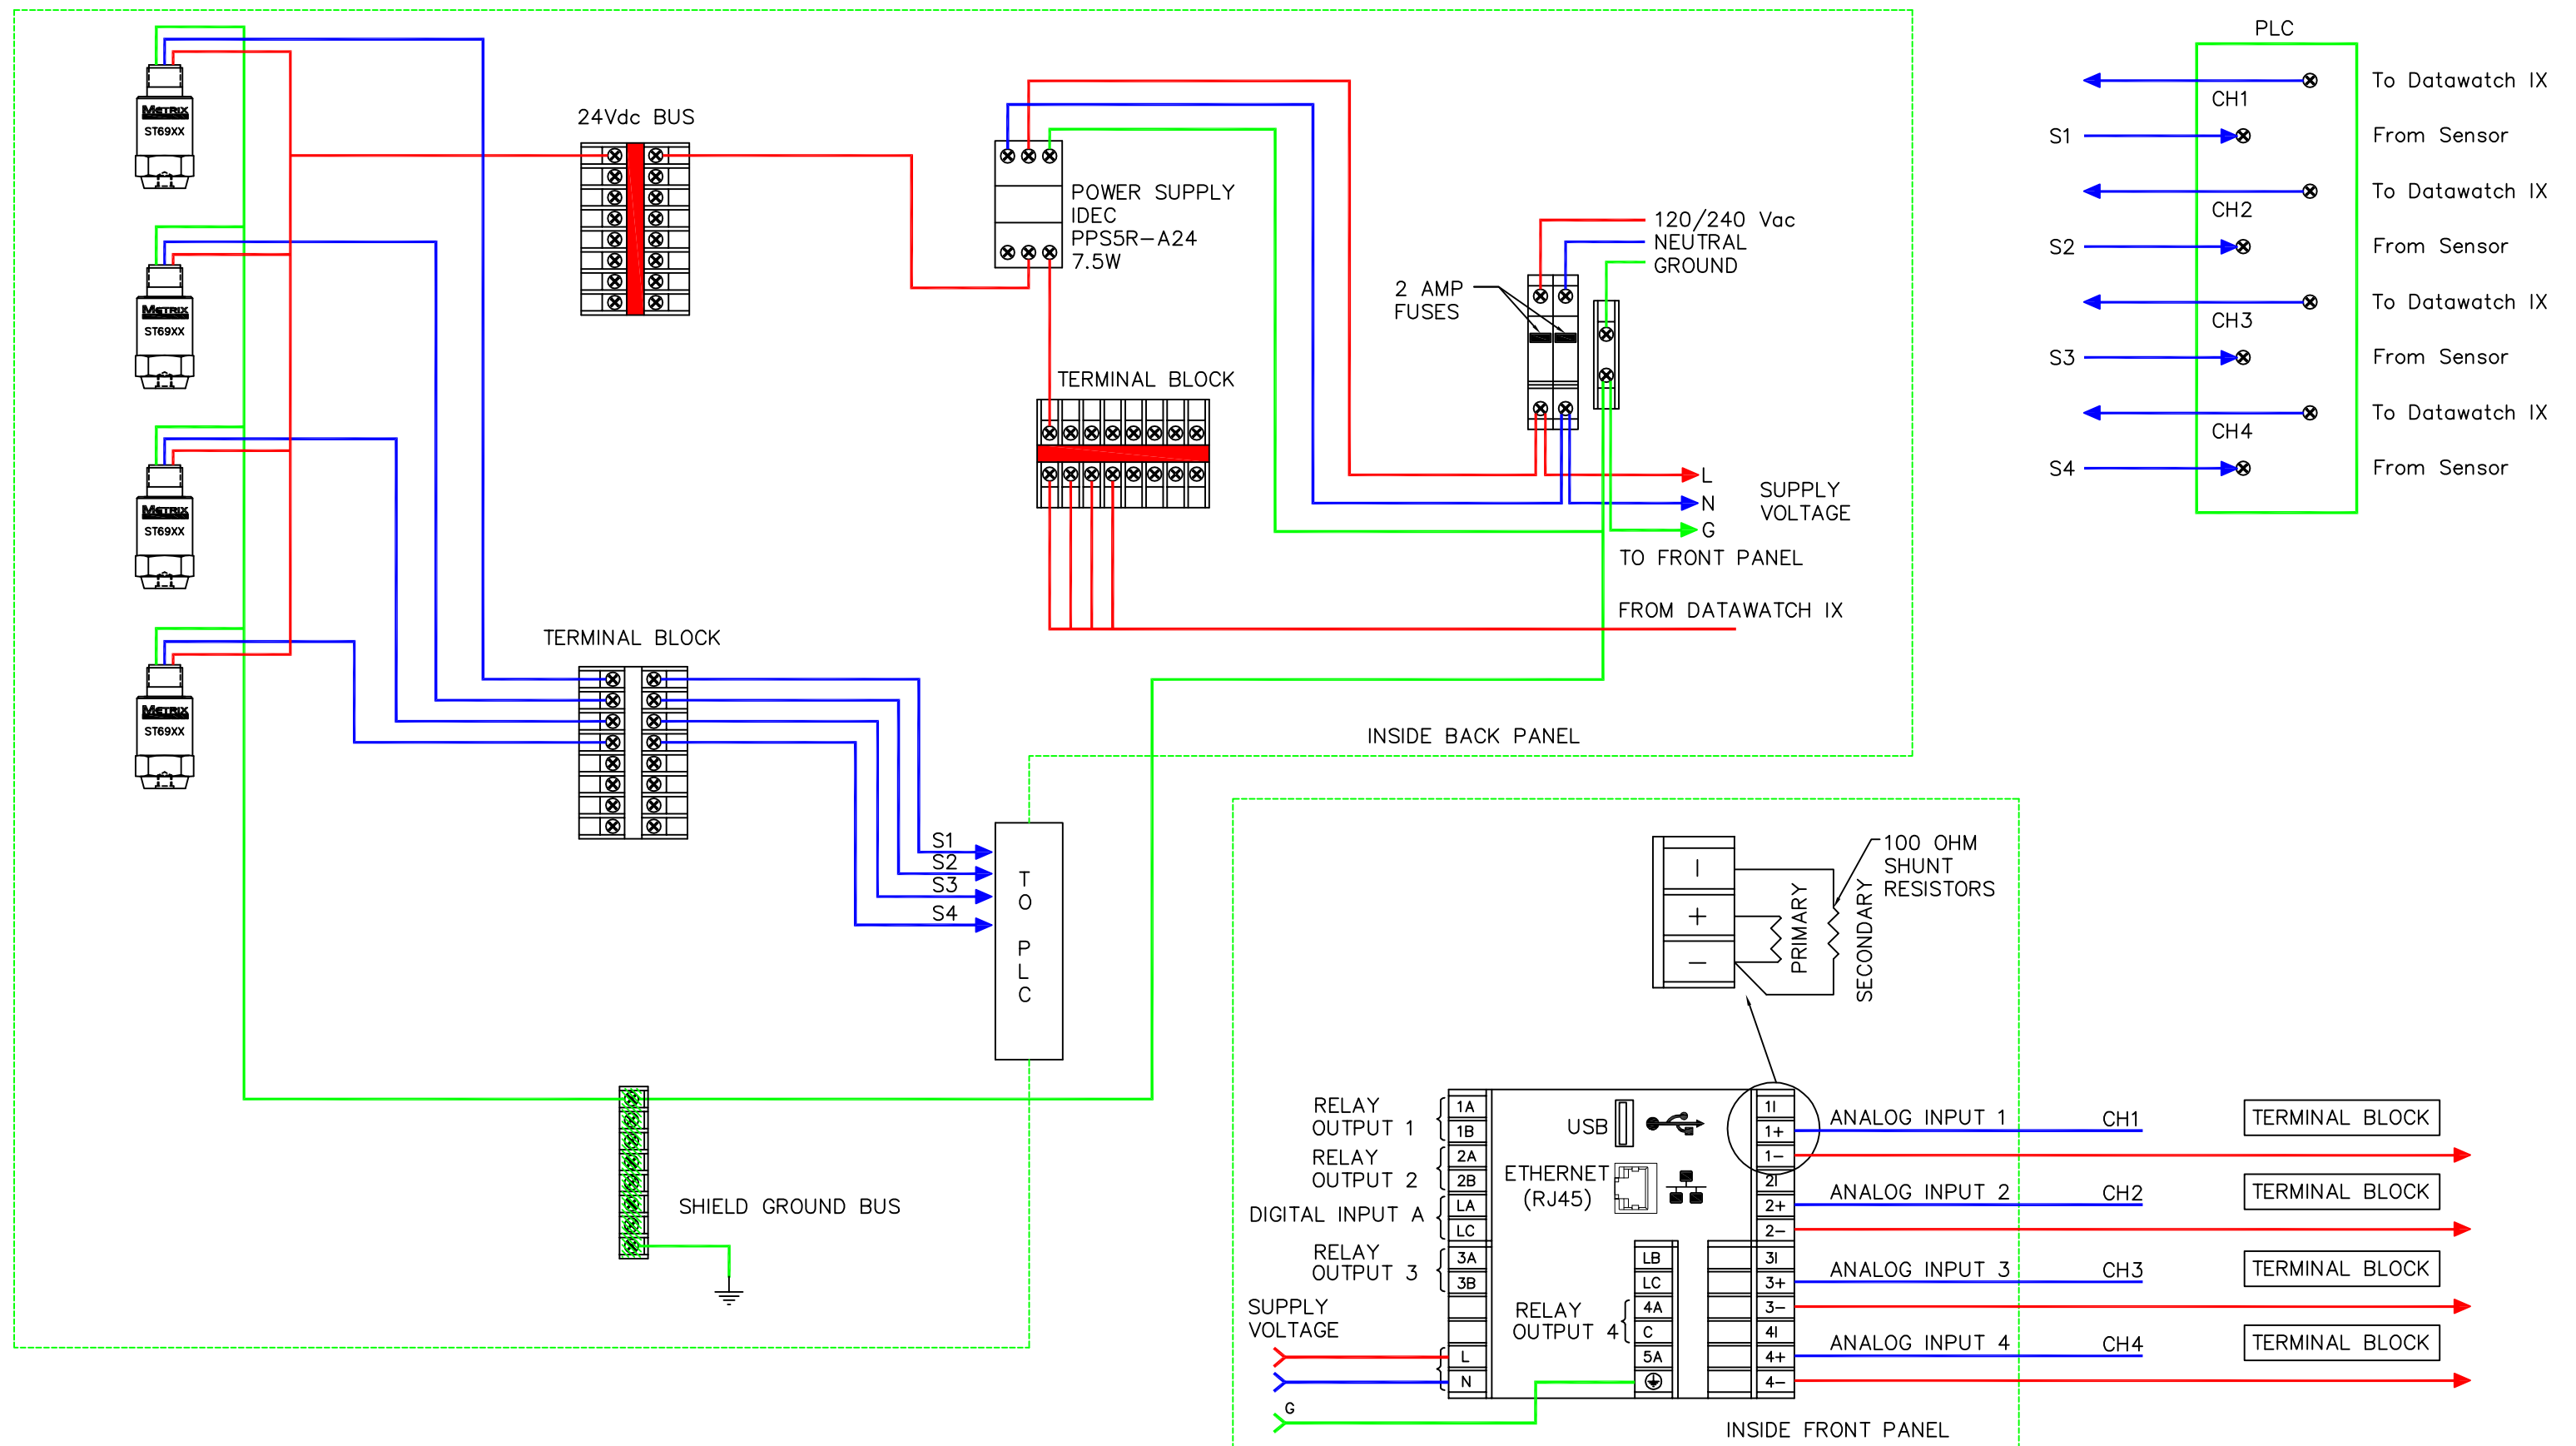 METRIX
ST69XX
METRIX
ST69XX
METRIX
ST69XX
METRIX
ST69XX
24Vdc BUS
POWER SUPPLY
IDEC
PPS5R-A24
7.5W
120/240 Vac
NEUTRAL
GROUND
2 AMP
FUSES
TERMINAL BLOCK
L
N
G
SUPPLY
VOLTAGE
TO FRONT PANEL
FROM DATAWATCH IX
TERMINAL BLOCK
INSIDE BACK PANEL
S1
S2
S3
S4
TO PLC
SHIELD GROUND BUS
PLC
To Datawatch IX
CH1
S1
From Sensor
To Datawatch IX
CH2
S2
From Sensor
To Datawatch IX
CH3
S3
From Sensor
To Datawatch IX
CH4
S4
From Sensor
I
+
−
PRIMARY
SECONDARY
100 OHM
SHUNT
RESISTORS
RELAY
OUTPUT 1
RELAY
OUTPUT 2
DIGITAL INPUT A
RELAY
OUTPUT 3
SUPPLY
VOLTAGE
G
1A
1B
2A
2B
LA
LC
3A
3B
L
N
USB
ETHERNET
(RJ45)
RELAY
OUTPUT 4
LB
LC
4A
C
5A
1I
1+
1−
2I
2+
2−
3I
3+
3−
4I
4+
4−
ANALOG INPUT 1 CH1
TERMINAL BLOCK
ANALOG INPUT 2 CH2
TERMINAL BLOCK
ANALOG INPUT 3 CH3
TERMINAL BLOCK
ANALOG INPUT 4 CH4
TERMINAL BLOCK
INSIDE FRONT PANEL